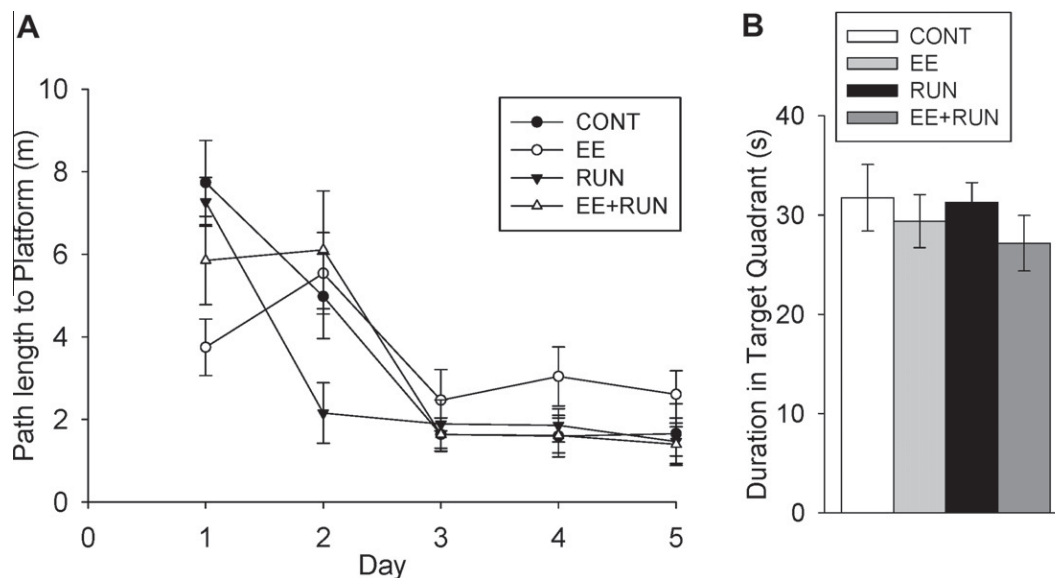 A
Path length to Platform (m)
10
8
6
4
2
0
0
1
2
3
4
5
Day
CONT
EE
RUN
EE+RUN
B
CONT
EE
RUN
EE+RUN
Duration in Target Quadrant (s)
40
30
20
10
0